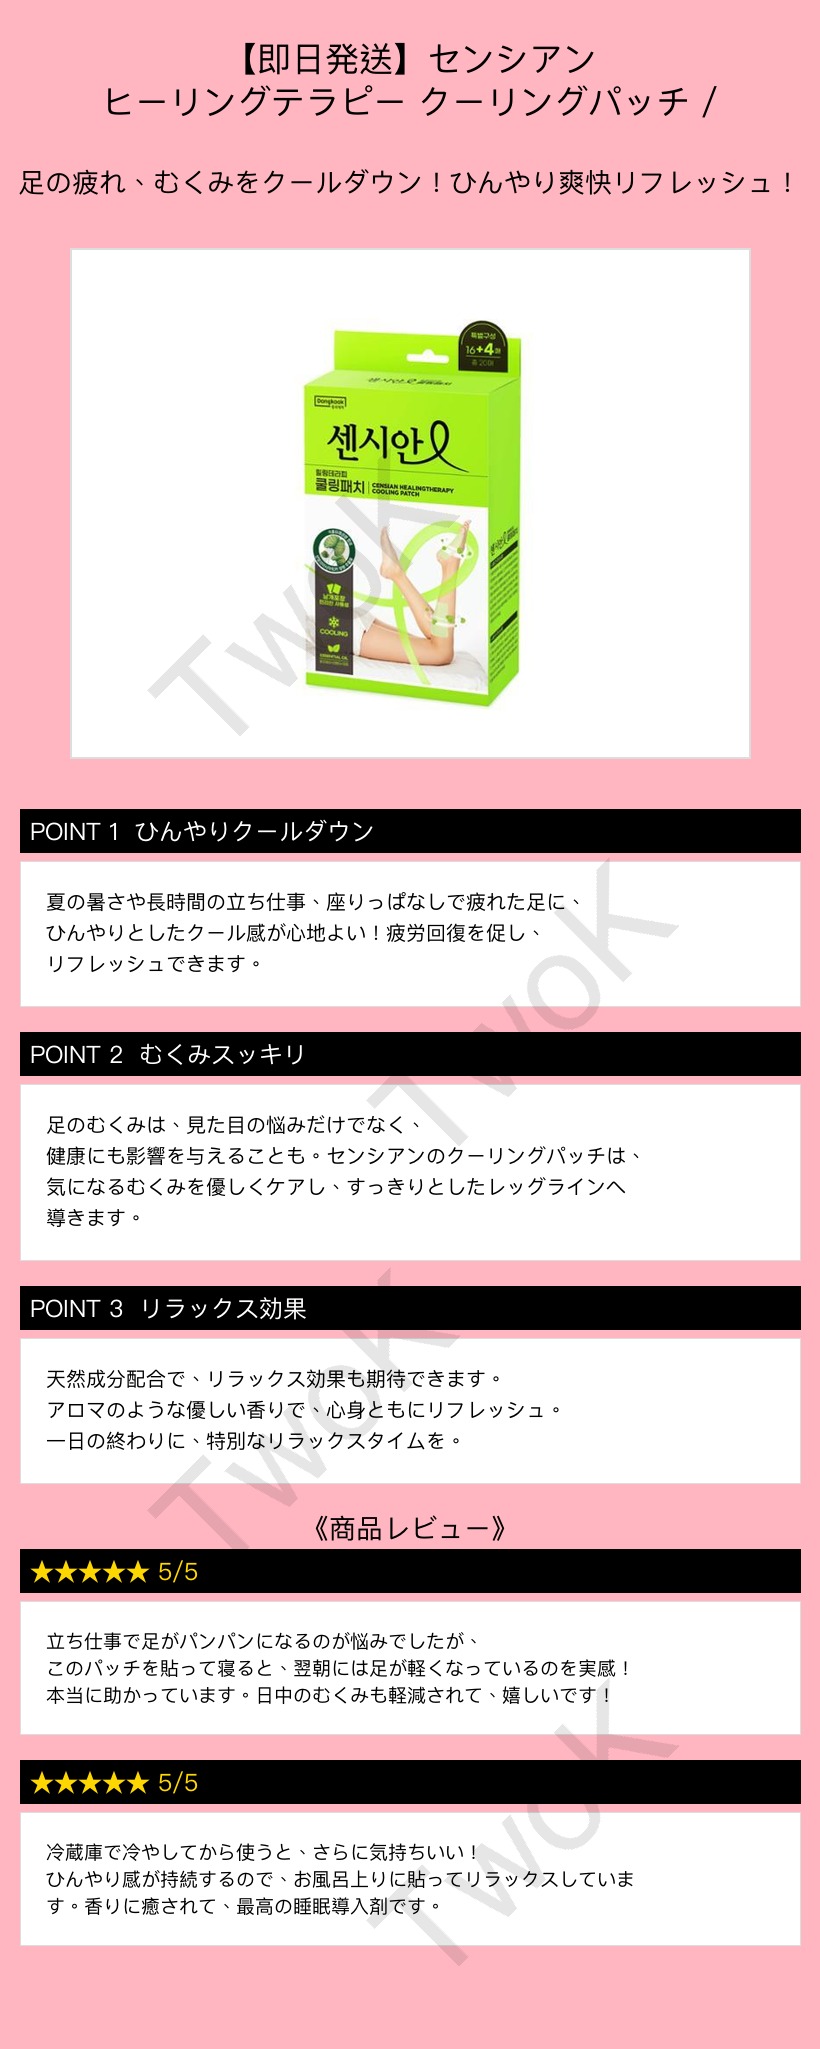 【即日発送】センシアン
ヒーリングテラピー クーリングパッチ /
足の疲れ、むくみをクールダウン！ひんやり爽快リフレッシュ！
특별구성
16+4매
총 20매
센시안 쿨링패치
Dongkook
동국제약
센시안
힐링테라피
쿨링패치 CENSIAN HEALINGTHERAPY
COOLING PATCH
센시안
낱개포장
COOLING
ESSENTIAL OIL
TwoK
POINT 1 ひんやりクールダウン
夏の暑さや長時間の立ち仕事、座りっぱなしで疲れた足に、
ひんやりとしたクール感が心地よい！疲労回復を促し、
リフレッシュできます。
TwoK
POINT 2 むくみスッキリ
足のむくみは、見た目の悩みだけでなく、
健康にも影響を与えることも。センシアンのクーリングパッチは、
気になるむくみを優しくケアし、すっきりとしたレッグラインへ
導きます。
POINT 3 リラックス効果
天然成分配合で、リラックス効果も期待できます。
アロマのような優しい香りで、心身ともにリフレッシュ。
一日の終わりに、特別なリラックスタイムを。
TwoK
《商品レビュー》
★★★★★ 5/5
立ち仕事で足がパンパンになるのが悩みでしたが、
このパッチを貼って寝ると、翌朝には足が軽くなっているのを実感！
本当に助かっています。日中のむくみも軽減されて、嬉しいです！
★★★★★ 5/5
冷蔵庫で冷やしてから使うと、さらに気持ちいい！
ひんやり感が持続するので、お風呂上りに貼ってリラックスしていま
す。香りに癒されて、最高の睡眠導入剤です。
TwoK